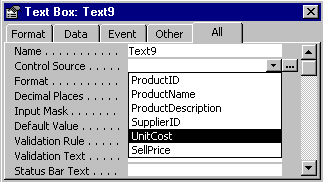 Text Box: Text9
Format Data Event Other All
Name . . . . . . . . . . . . Text9
Control Source . . . . .
Format . . . . . . . . . . . ProductID
Decimal Places . . . . . ProductName
Input Mask . . . . . . . . ProductDescription
Default Value . . . . . . SupplierID
Validation Rule . . . . . UnitCost
Validation Text . . . . . SellPrice
Status Bar Text . . . .